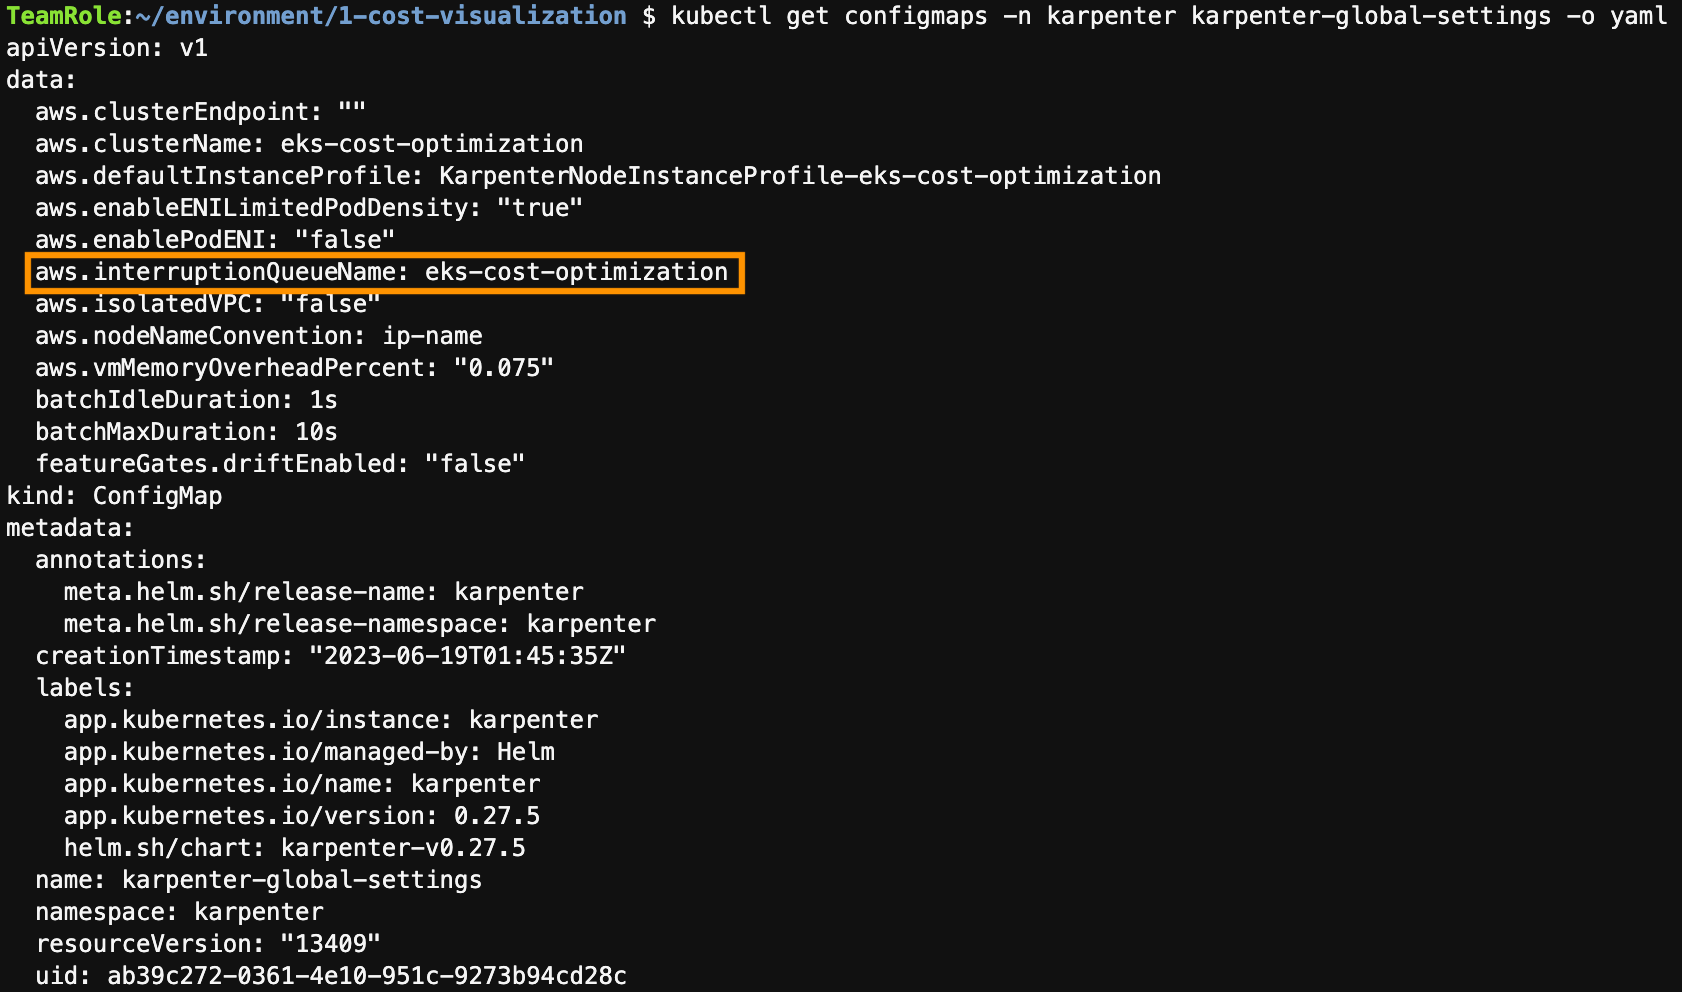 TeamRole:~/environment/1-cost-visualization $ kubectl get configmaps -n karpenter karpenter-global-settings -o yaml
apiVersion: v1
data:
  aws.clusterEndpoint: ""
  aws.clusterName: eks-cost-optimization
  aws.defaultInstanceProfile: KarpenterNodeInstanceProfile-eks-cost-optimization
  aws.enableENILimitedPodDensity: "true"
  aws.enablePodENI: "false"
  aws.interruptionQueueName: eks-cost-optimization
  aws.isolatedVPC: "false"
  aws.nodeNameConvention: ip-name
  aws.vmMemoryOverheadPercent: "0.075"
  batchIdleDuration: 1s
  batchMaxDuration: 10s
  featureGates.driftEnabled: "false"
kind: ConfigMap
metadata:
  annotations:
    meta.helm.sh/release-name: karpenter
    meta.helm.sh/release-namespace: karpenter
  creationTimestamp: "2023-06-19T01:45:35Z"
  labels:
    app.kubernetes.io/instance: karpenter
    app.kubernetes.io/managed-by: Helm
    app.kubernetes.io/name: karpenter
    app.kubernetes.io/version: 0.27.5
    helm.sh/chart: karpenter-v0.27.5
  name: karpenter-global-settings
  namespace: karpenter
  resourceVersion: "13409"
  uid: ab39c272-0361-4e10-951c-9273b94cd28c